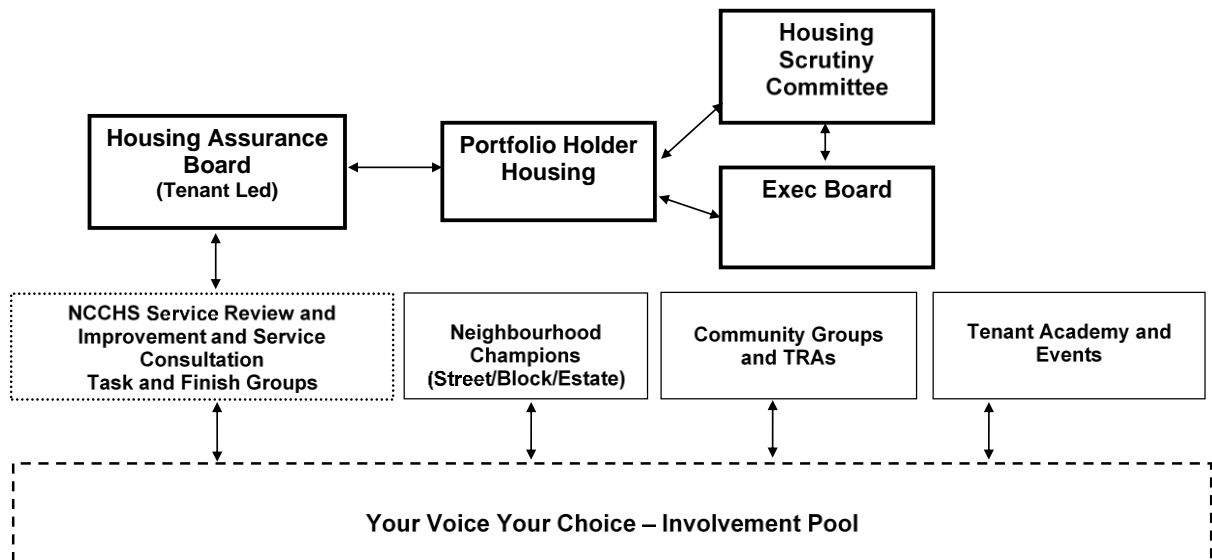 Housing
Scrutiny
Committee
Housing Assurance
Board
(Tenant Led)
Portfolio Holder
Housing
Exec Board
NCCHS Service Review and
Improvement and Service
Consultation
Task and Finish Groups
Neighbourhood
Champions
(Street/Block/Estate)
Community Groups
and TRAs
Tenant Academy and
Events
Your Voice Your Choice – Involvement Pool